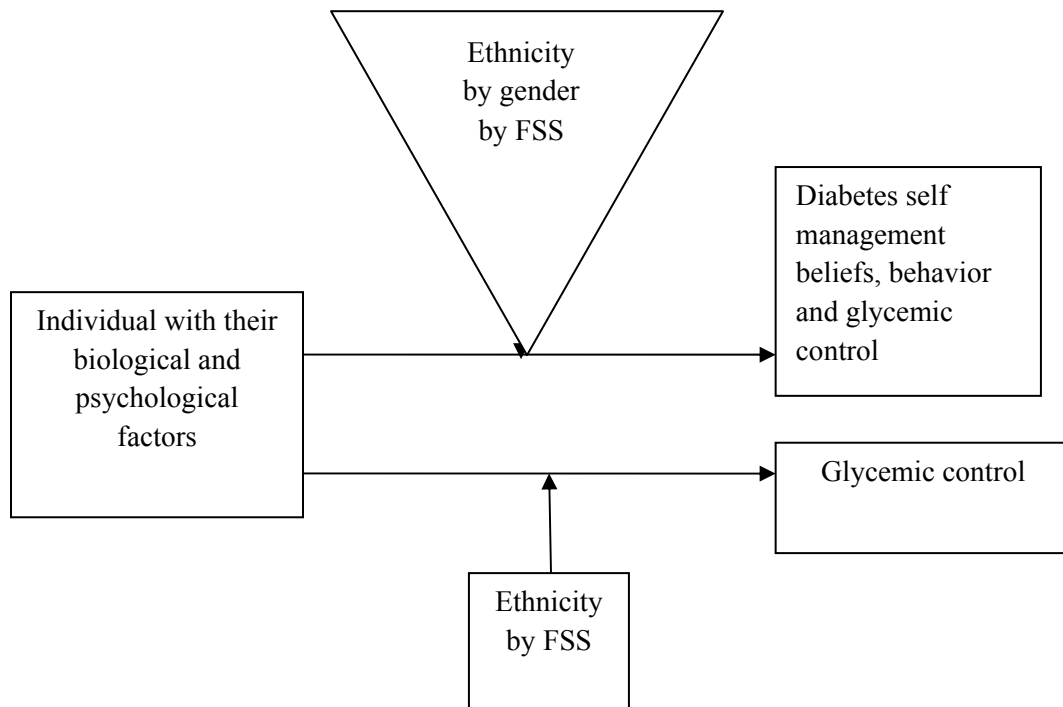 Ethnicity
by gender
by FSS
Diabetes self
management
beliefs, behavior
and glycemic
control
Individual with their
biological and
psychological
factors
Glycemic control
Ethnicity
by FSS